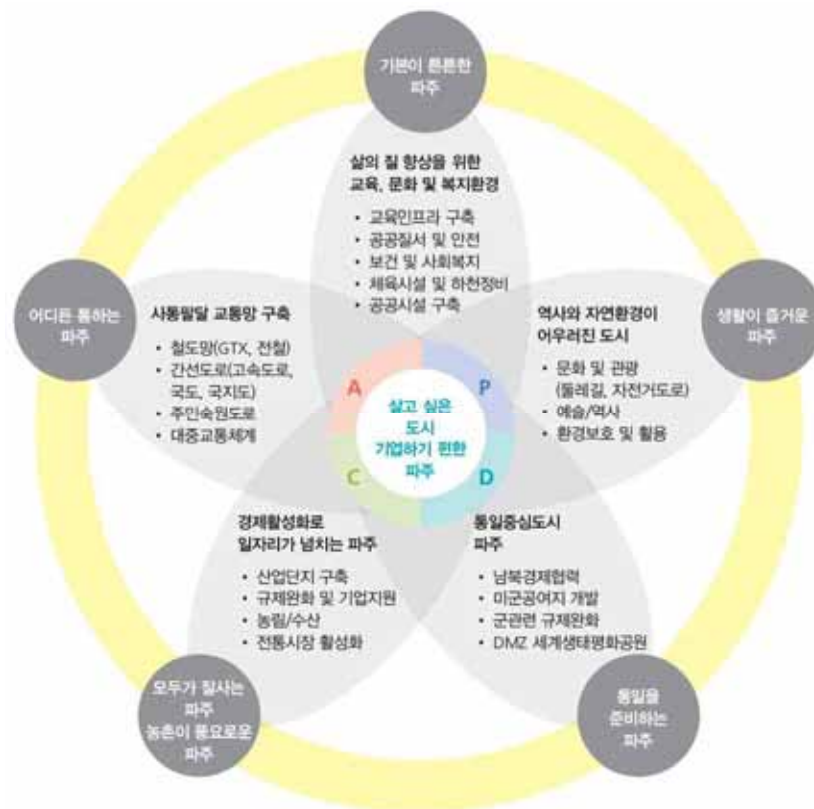 기본이 튼튼한
파주
삶의 질 향상을 위한
교육, 문화 및 복지환경
• 교육인프라 구축
• 공공질서 및 안전
• 보건 및 사회복지
• 체육시설 및 하천정비
• 공공시설 구축
어디든 통하는
파주
사통팔달 교통망 구축
• 철도망(GTX, 전철)
• 간선도로(고속도로,
국도, 국지도)
• 주민숙원도로
• 대중교통체계
역사와 자연환경이
어우러진 도시
• 문화 및 관광
(둘레길, 자전거도로)
• 예술/역사
• 환경보호 및 활용
생활이 즐거운
파주
A
P
C
D
살고 싶은
도시
기업하기 편한
파주
경제활성화로
일자리가 넘치는 파주
• 산업단지 구축
• 규제완화 및 기업지원
• 농림/수산
• 전통시장 활성화
통일중심도시
파주
• 남북경제협력
• 미군공여지 개발
• 군관련 규제완화
• DMZ 세계생태평화공원
모두가 잘사는
파주
농촌이 풍요로운
파주
통일을
준비하는
파주